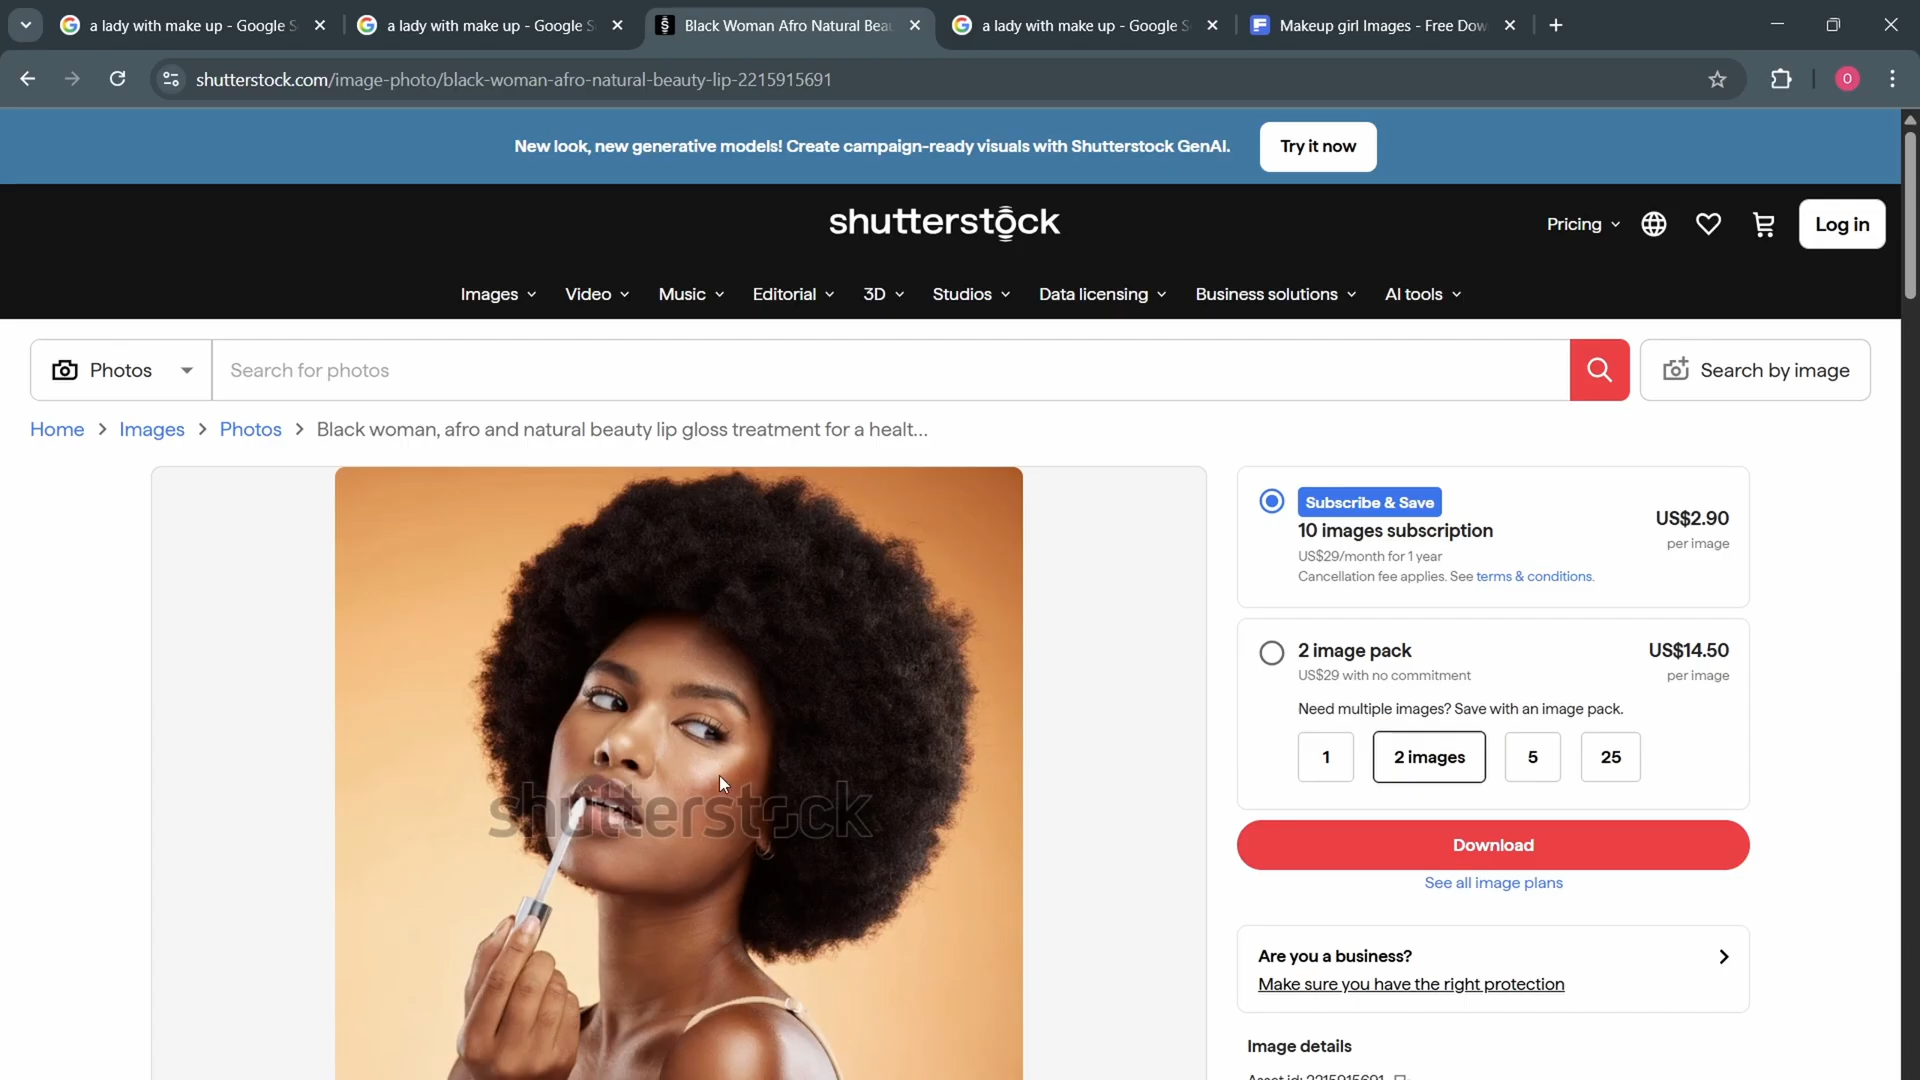 a lady with make up - Google S
a lady with make up - Google S
Black Woman Afro Natural Beau
a lady with make up - Google S
Makeup girl Images - Free Dow
shutterstock.com/image-photo/black-woman-afro-natural-beauty-lip-2215915691
O
New look, new generative models! Create campaign-ready visuals with Shutterstock GenAI.
Try it now
shutterstock
Pricing
Log in
Images
Video
Music
Editorial
3D
Studios
Data licensing
Business solutions
AI tools
Photos
Search for photos
Search by image
Home > Images > Photos > Black woman, afro and natural beauty lip gloss treatment for a healt...
shutterstock
Subscribe & Save
10 images subscription
US$29/month for 1 year
Cancellation fee applies. See terms & conditions.
US$2.90
per image
2 image pack
US$29 with no commitment
US$14.50
per image
Need multiple images? Save with an image pack.
1
2 images
5
25
Download
See all image plans
Are you a business?
Make sure you have the right protection
Image details
Asset id: 2215915691